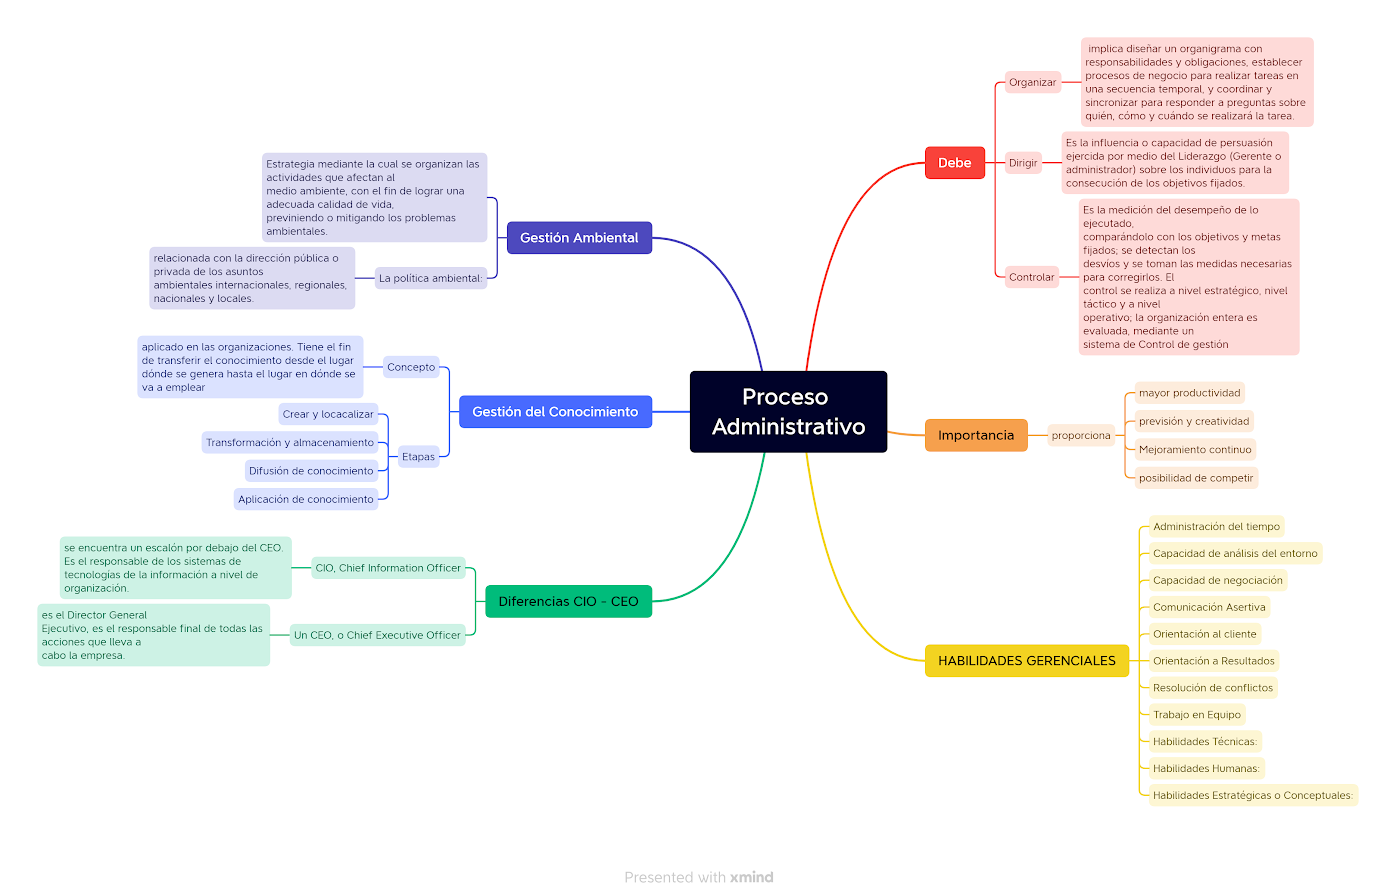 Proceso
Administrativo
Debe
Organizar
implica diseñar un organigrama con
responsabilidades y obligaciones, establecer
procesos de negocio para realizar tareas en
una secuencia temporal, y coordinar y
sincronizar para responder a preguntas sobre
quién, cómo y cuándo se realizará la tarea.
Dirigir
Es la influencia o capacidad de persuasión
ejercida por medio del Liderazgo (Gerente o
administrador) sobre los individuos para la
consecución de los objetivos fijados.
Controlar
Es la medición del desempeño de lo
ejecutado,
comparándolo con los objetivos y metas
fijados; se detectan los
desvíos y se toman las medidas necesarias
para corregirlos. El
control se realiza a nivel estratégico, nivel
táctico y a nivel
operativo; la organización entera es
evaluada, mediante un
sistema de Control de gestión
Importancia
proporciona
mayor productividad
previsión y creatividad
Mejoramiento continuo
posibilidad de competir
HABILIDADES GERENCIALES
Administración del tiempo
Capacidad de análisis del entorno
Capacidad de negociación
Comunicación Asertiva
Orientación al cliente
Orientación a Resultados
Resolución de conflictos
Trabajo en Equipo
Habilidades Técnicas:
Habilidades Humanas:
Habilidades Estratégicas o Conceptuales:
Gestión Ambiental
Estrategia mediante la cual se organizan las
actividades que afectan al
medio ambiente, con el fin de lograr una
adecuada calidad de vida,
previniendo o mitigando los problemas
ambientales.
La política ambiental:
relacionada con la dirección pública o
privada de los asuntos
ambientales internacionales, regionales,
nacionales y locales.
Gestión del Conocimiento
Concepto
aplicado en las organizaciones. Tiene el fin
de transferir el conocimiento desde el lugar
dónde se genera hasta el lugar en dónde se
va a emplear
Etapas
Crear y locacalizar
Transformación y almacenamiento
Difusión de conocimiento
Aplicación de conocimiento
Diferencias CIO - CEO
CIO, Chief Information Officer
se encuentra un escalón por debajo del CEO.
Es el responsable de los sistemas de
tecnologías de la información a nivel de
organización.
Un CEO, o Chief Executive Officer
es el Director General
Ejecutivo, es el responsable final de todas las
acciones que lleva a
cabo la empresa.
Presented with xmind